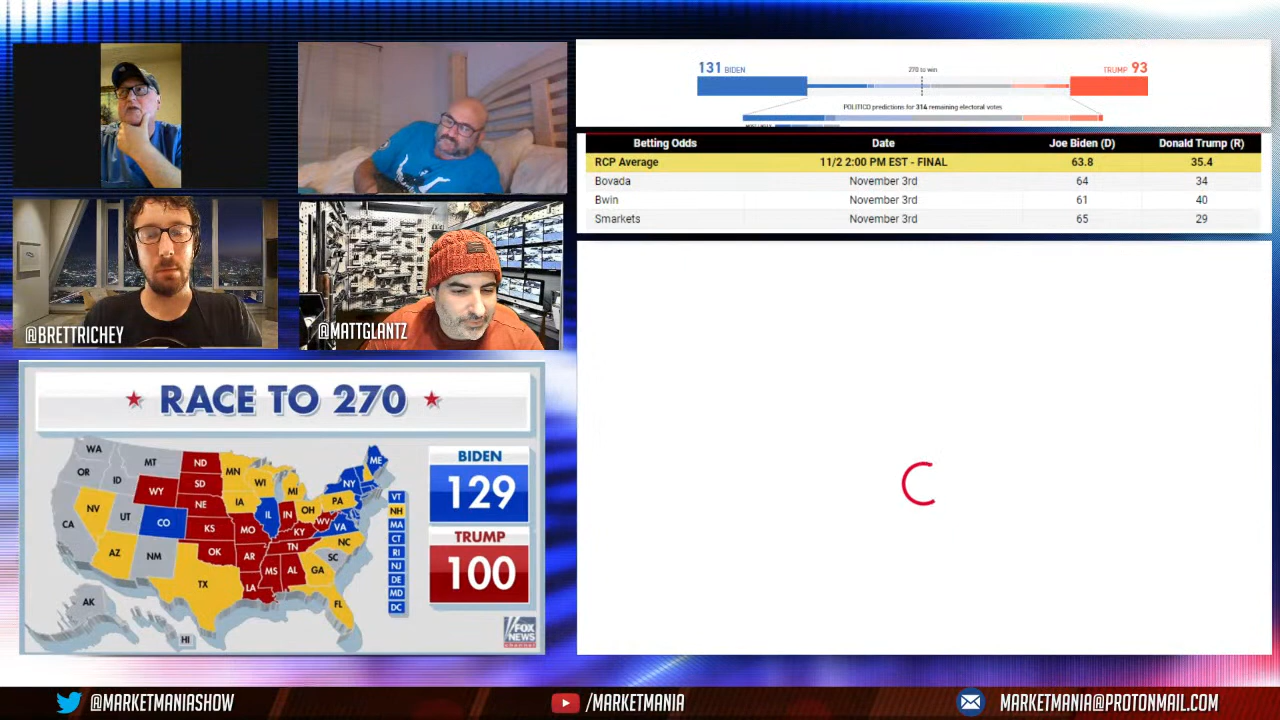 131 BIDEN
270 to win
TRUMP 93
POLITICO predictions for 314 remaining electoral votes
Betting Odds Date Joe Biden (D) Donald Trump (R)
RCP Average 11/2 2:00 PM EST - FINAL 63.8 35.4
Bovada November 3rd 64 34
Bwin November 3rd 61 40
Smarkets November 3rd 65 29
@BRETTRICHEY
@MATTGLANTZ
RACE TO 270
BIDEN
129
TRUMP
100
WA
OR
CA
NV
ID
MT
WY
UT
AZ
CO
NM
ND
SD
NE
KS
OK
TX
MN
IA
MO
AR
LA
WI
IL
MI
IN
OH
KY
TN
MS
AL
GA
FL
SC
NC
VA
WV
PA
NY
ME
AK
HI
VT
NH
MA
CT
RI
NJ
DE
MD
DC
FOX
NEWS
channel
@MARKETMANIASHOW
/MARKETMANIA
MARKETMANIA@PROTONMAIL.COM